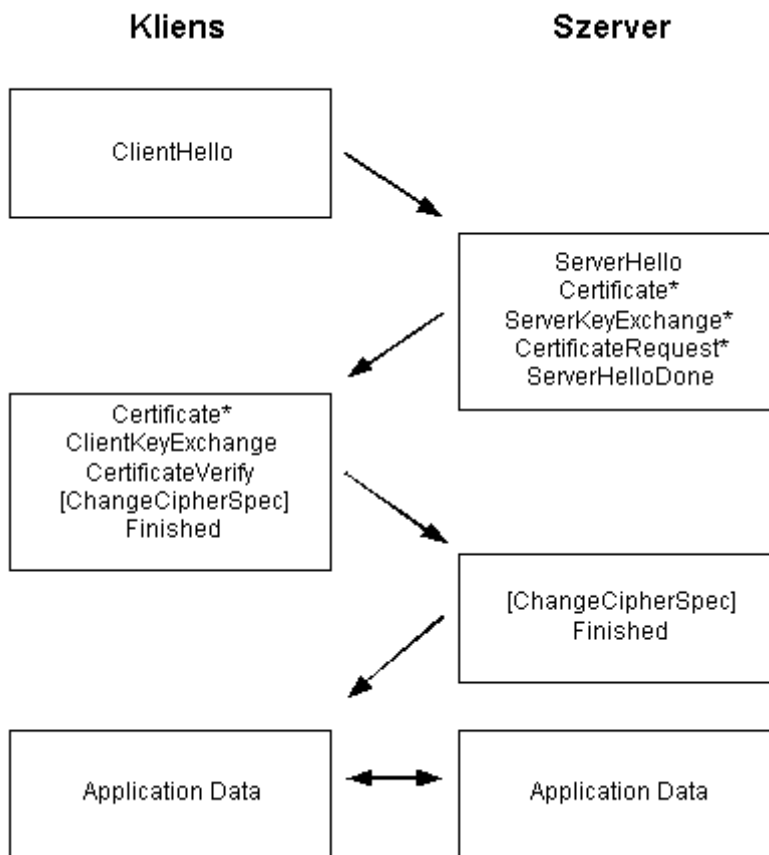 Kliens
Szerver
ClientHello
ServerHello
Certificate*
ServerKeyExchange*
CertificateRequest*
ServerHelloDone
Certificate*
ClientKeyExchange
CertificateVerify
[ChangeCipherSpec]
Finished
[ChangeCipherSpec]
Finished
Application Data
Application Data